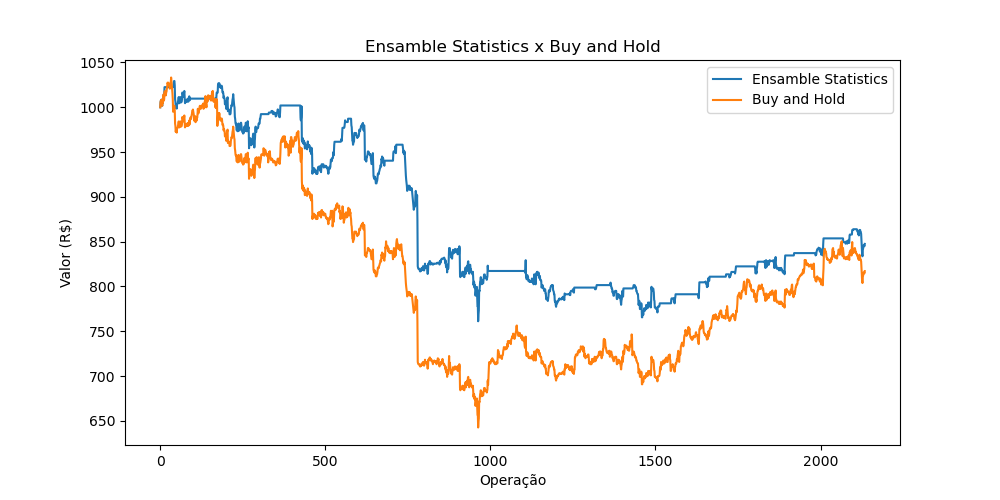 Ensamble Statistics x Buy and Hold
Ensamble Statistics
Buy and Hold
Valor (R$)
1050
1000
950
900
850
800
750
700
650
0
500
1000
1500
2000
Operação